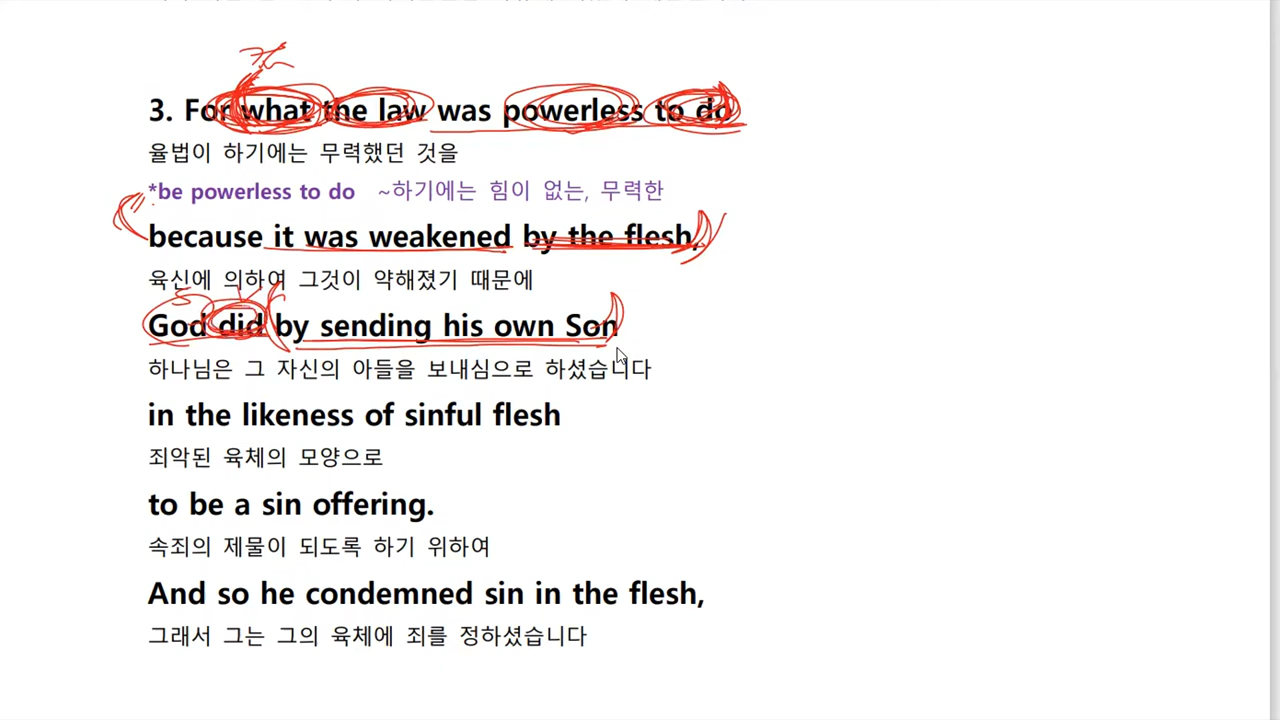 3. For what the law was powerless to do
율법이 하기에는 무력했던 것을
*be powerless to do ~하기에는 힘이 없는, 무력한
because it was weakened by the flesh,
육신에 의하여 그것이 약해졌기 때문에
S V
God did by sending his own Son
하나님은 그 자신의 아들을 보내심으로 하셨습니다
in the likeness of sinful flesh
죄악된 육체의 모양으로
to be a sin offering.
속죄의 제물이 되도록 하기 위하여
And so he condemned sin in the flesh,
그래서 그는 그의 육체에 죄를 정하셨습니다